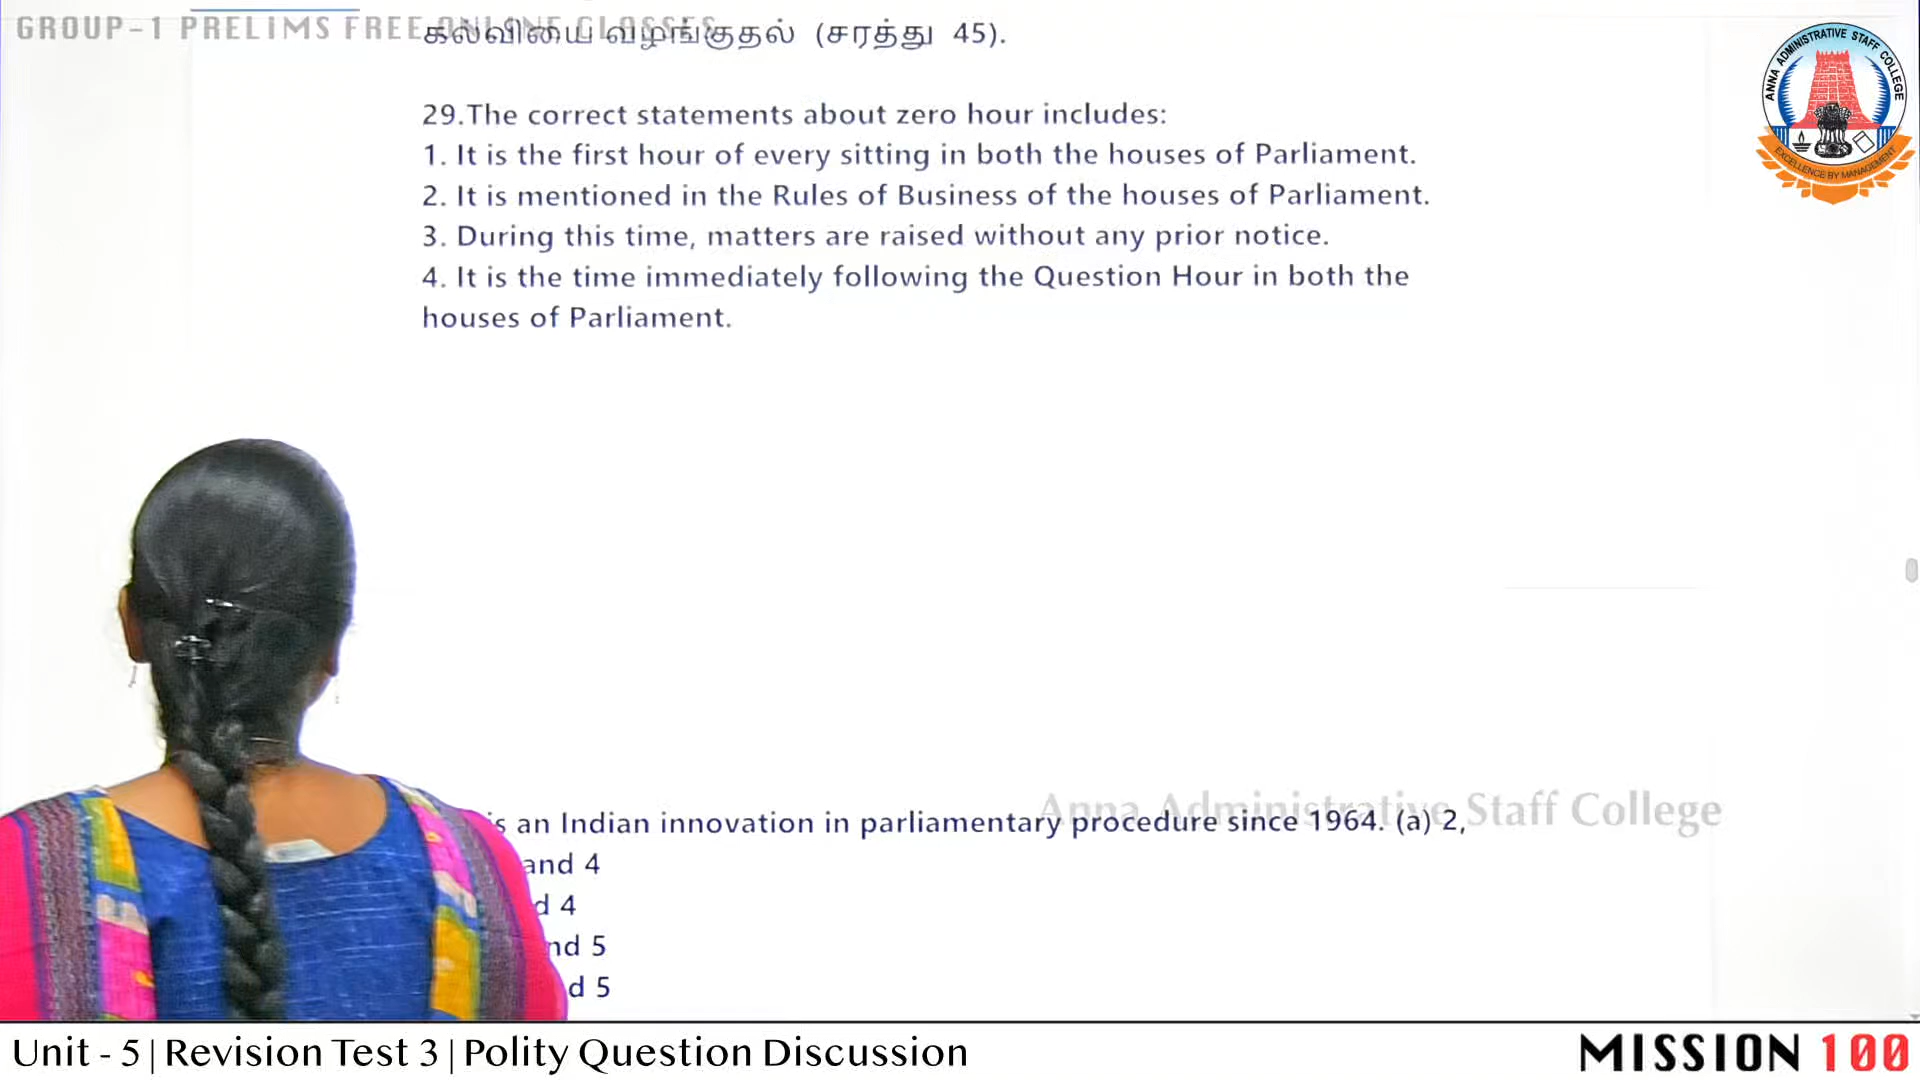 GROUP-1 PRELIMS FREE ONLINE CLASSES
கல்வியை வழங்குதல் (சரத்து 45).
ANNA ADMINISTRATIVE STAFF COLLEGE
EXCELLENCE BY MANAGEMENT
29.The correct statements about zero hour includes:
1. It is the first hour of every sitting in both the houses of Parliament.
2. It is mentioned in the Rules of Business of the houses of Parliament.
3. During this time, matters are raised without any prior notice.
4. It is the time immediately following the Question Hour in both the
houses of Parliament.
Anna Administrative Staff College
is an Indian innovation in parliamentary procedure since 1964. (a) 2,
and 4
d 4
nd 5
d 5
Unit - 5|Revision Test 3|Polity Question Discussion
MISSION 100